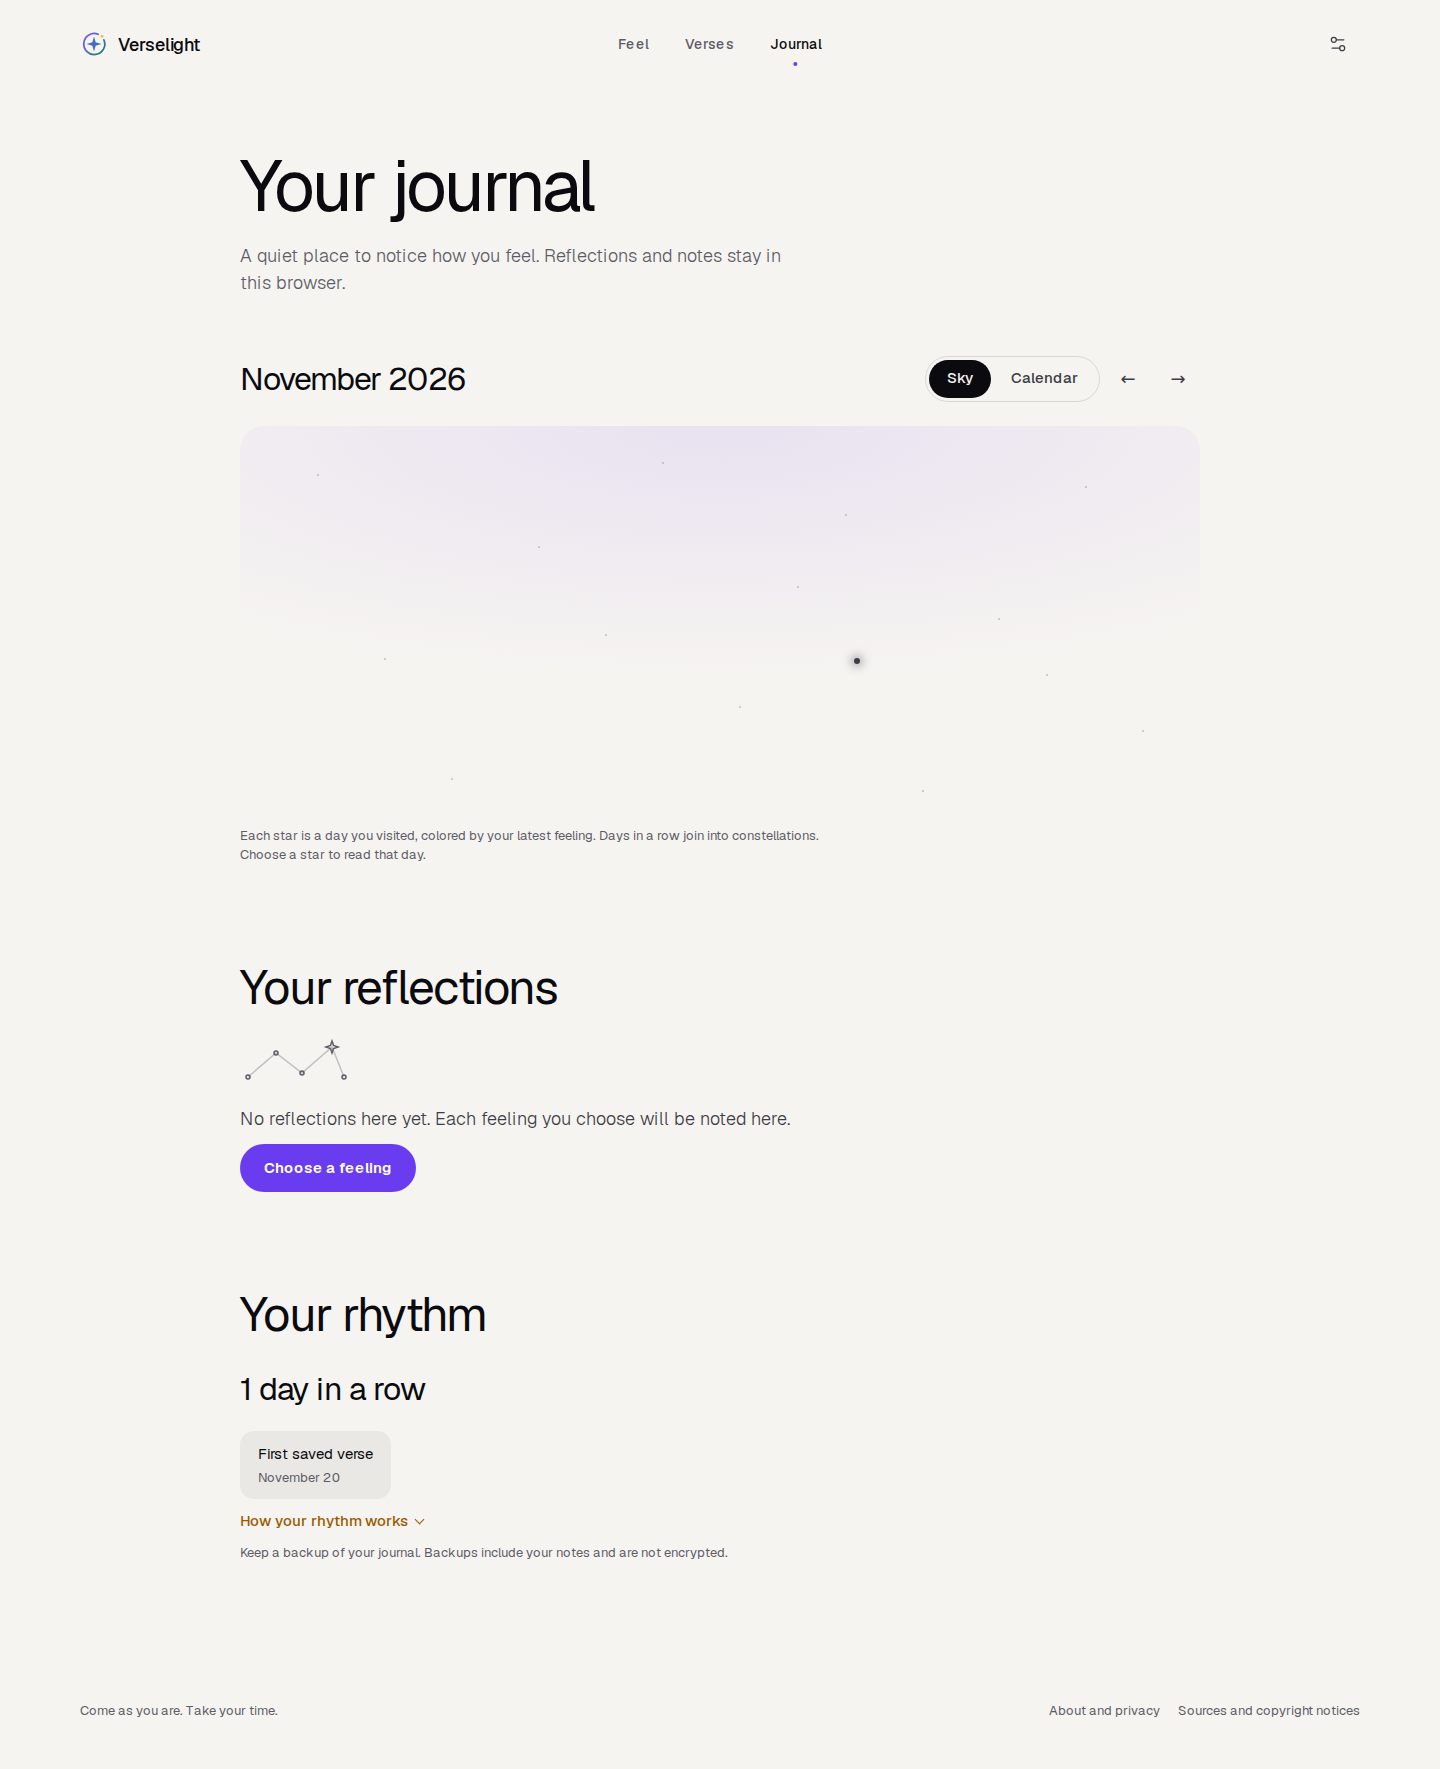 Verselight
Feel
Verses
Journal
Your journal
A quiet place to notice how you feel. Reflections and notes stay in
this browser.
November 2026
Sky
Calendar
←
→
Each star is a day you visited, colored by your latest feeling. Days in a row join into constellations.
Choose a star to read that day.
Your reflections
No reflections here yet. Each feeling you choose will be noted here.
Choose a feeling
Your rhythm
1 day in a row
First saved verse
November 20
How your rhythm works
Keep a backup of your journal. Backups include your notes and are not encrypted.
Come as you are. Take your time.
About and privacy
Sources and copyright notices